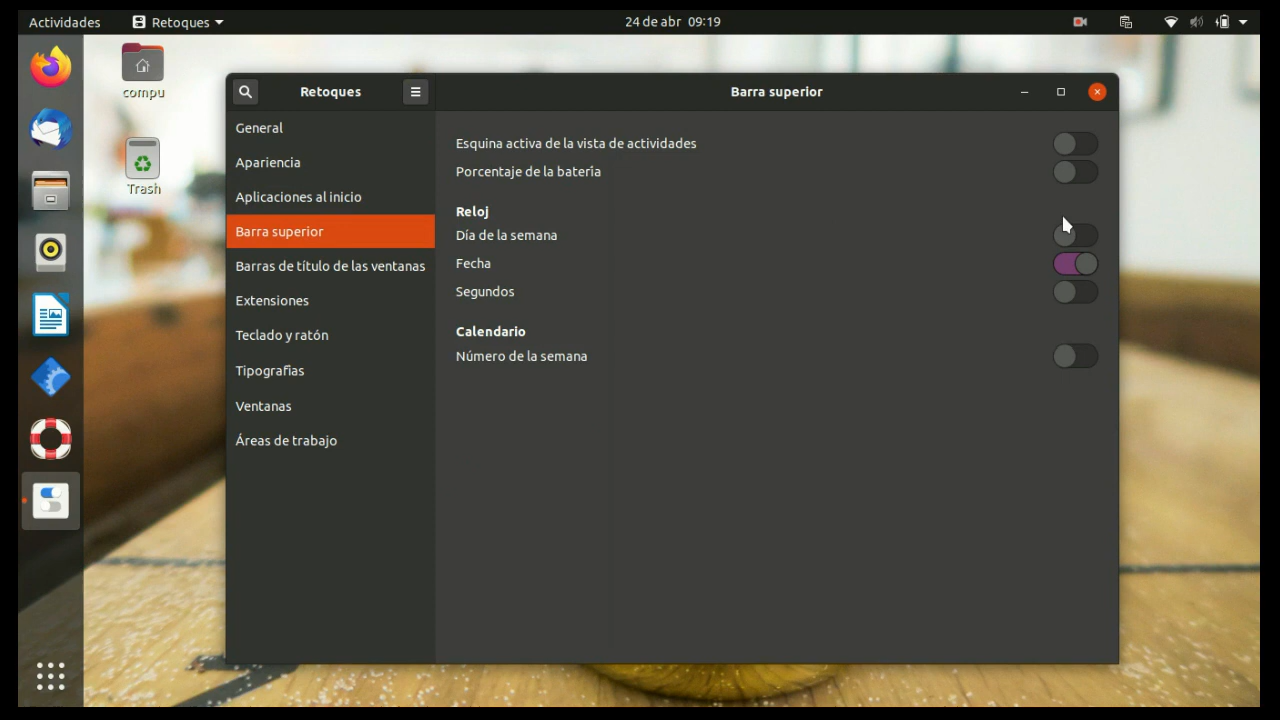 Actividades
Retoques
24 de abr 09:19
compu
Trash
Retoques
Barra superior
General
Apariencia
Aplicaciones al inicio
Barra superior
Barras de título de las ventanas
Extensiones
Teclado y ratón
Tipografías
Ventanas
Áreas de trabajo
Esquina activa de la vista de actividades
Porcentaje de la batería
Reloj
Día de la semana
Fecha
Segundos
Calendario
Número de la semana